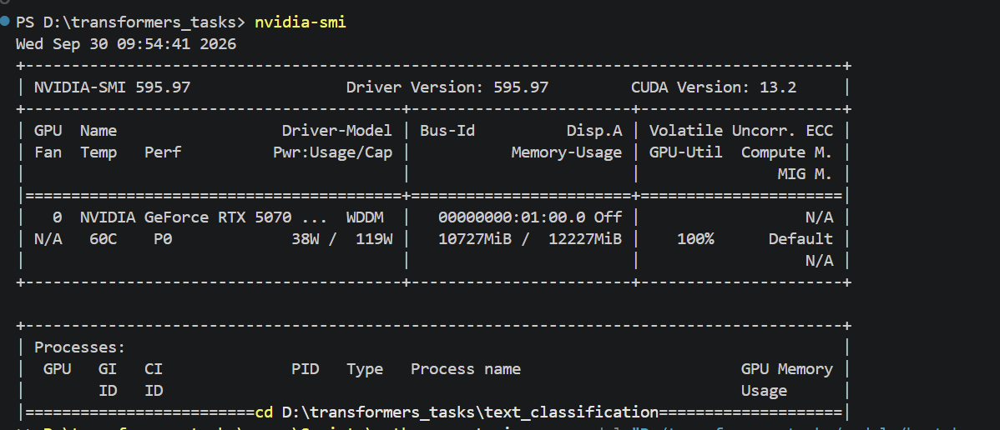 PS D:\transformers_tasks> nvidia-smi
Wed Sep 30 09:54:41 2026
+-----------------------------------------------------------------------------------------+
| NVIDIA-SMI 595.97                 Driver Version: 595.97         CUDA Version: 13.2     |
+-----------------------------------------+------------------------+----------------------+
| GPU  Name                  Driver-Model | Bus-Id          Disp.A | Volatile Uncorr. ECC |
| Fan  Temp   Perf          Pwr:Usage/Cap |           Memory-Usage | GPU-Util  Compute M. |
|                                         |                        |               MIG M. |
|=========================================+========================+======================|
|   0  NVIDIA GeForce RTX 5070 ...  WDDM  |   00000000:01:00.0 Off |                  N/A |
| N/A   60C    P0              38W /  119W |   10727MiB /  12227MiB |    100%      Default |
|                                         |                        |                  N/A |
+-----------------------------------------+------------------------+----------------------+
+-----------------------------------------------------------------------------------------+
| Processes:                                                                              |
|  GPU   GI   CI              PID   Type   Process name                        GPU Memory |
|        ID   ID                                                               Usage      |
|=========================cd D:\transformers_tasks\text_classification====================|